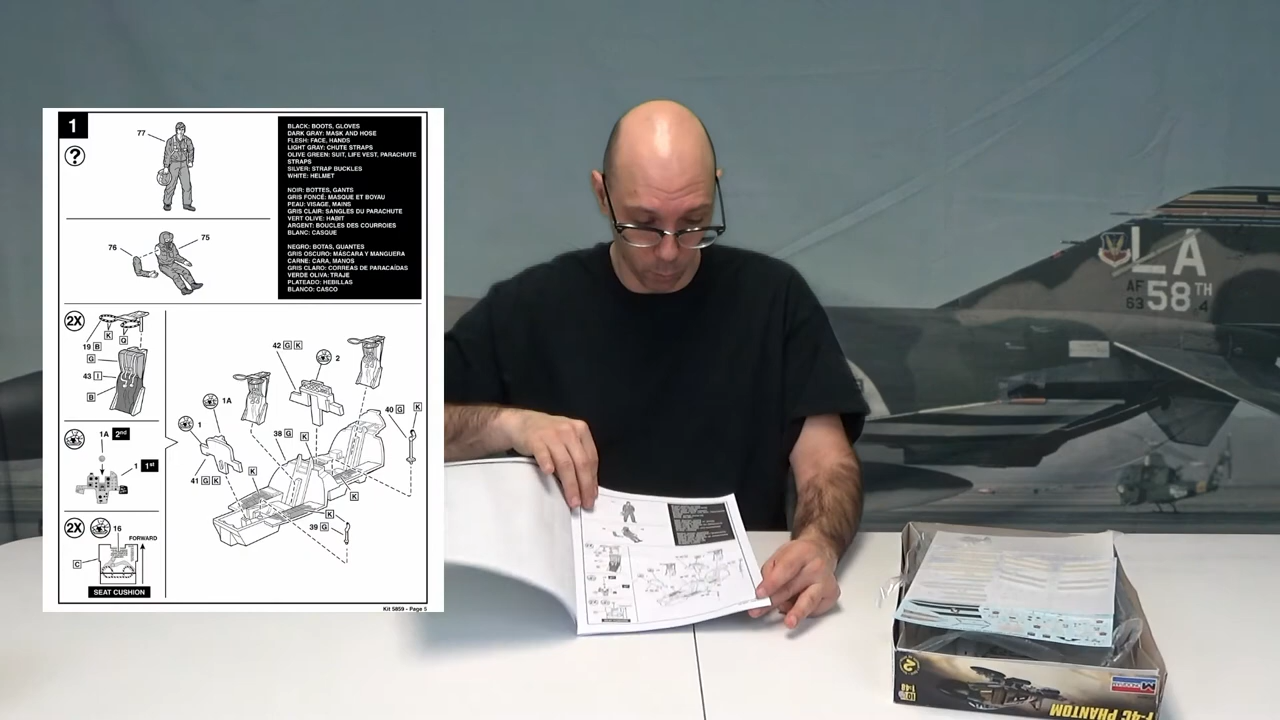 1
77
?
BLACK: BOOTS, GLOVES
DARK GRAY: MASK AND HOSE
FLESH: FACE, HANDS
LIGHT GRAY: CHUTE STRAPS
OLIVE GREEN: SUIT, LIFE VEST, PARACHUTE
STRAPS
SILVER: STRAP BUCKLES
WHITE: HELMET
NOIR: BOTTES, GANTS
GRIS FONCÉ: MASQUE ET BOYAU
PEAU: VISAGE, MAINS
GRIS CLAIR: SANGLES DU PARACHUTE
VERT OLIVE: HABIT
ARGENT: BOUCLES DES COURROIES
BLANC: CASQUE
NEGRO: BOTAS, GUANTES
GRIS OSCURO: MÁSCARA Y MANGUERA
CARNE: CARA, MANOS
GRIS CLARO: CORREAS DE PARACAÍDAS
VERDE OLIVA: TRAJE
PLATEADO: HEBILLAS
BLANCO: CASCO
76
75
2X
K
Q
19 B
G
43 I
B
1A 2nd
1 1st
2X
16
FORWARD
C
SEAT CUSHION
42 G K
2
1A
1
40 G
K
38 G
K
41 G K
K
K
K
39 G
Kit 5859 - Page 5
LA
AF
63
58TH
4
F-4C PHANTOM
2
1:48